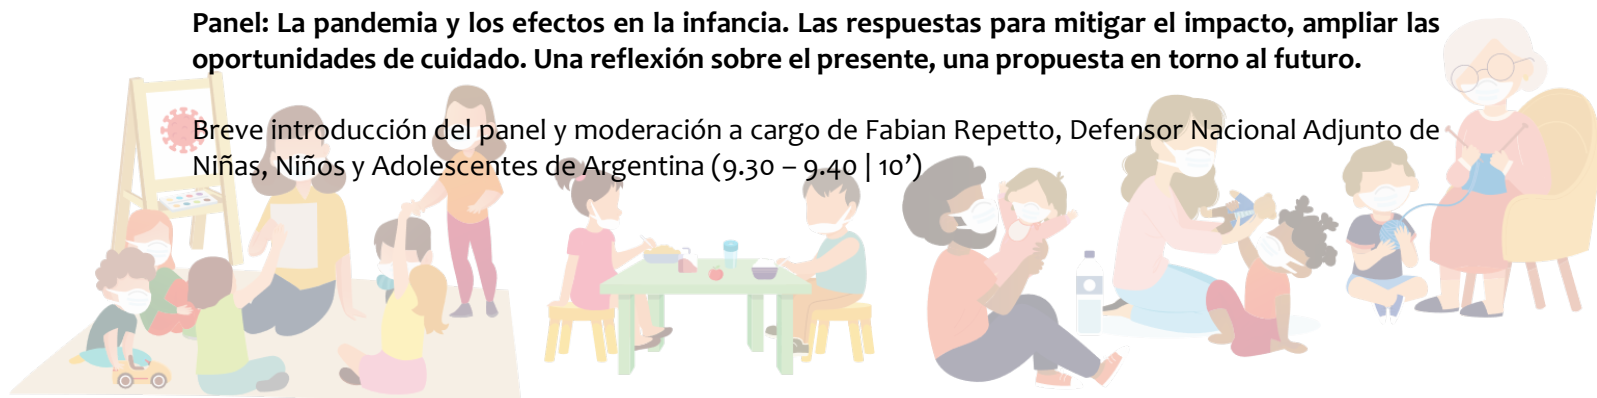 Panel: La pandemia y los efectos en la infancia. Las respuestas para mitigar el impacto, ampliar las
oportunidades de cuidado. Una reflexión sobre el presente, una propuesta en torno al futuro.
Breve introducción del panel y moderación a cargo de Fabian Repetto, Defensor Nacional Adjunto de
Niñas, Niños y Adolescentes de Argentina (9.30 – 9.40 | 10’)